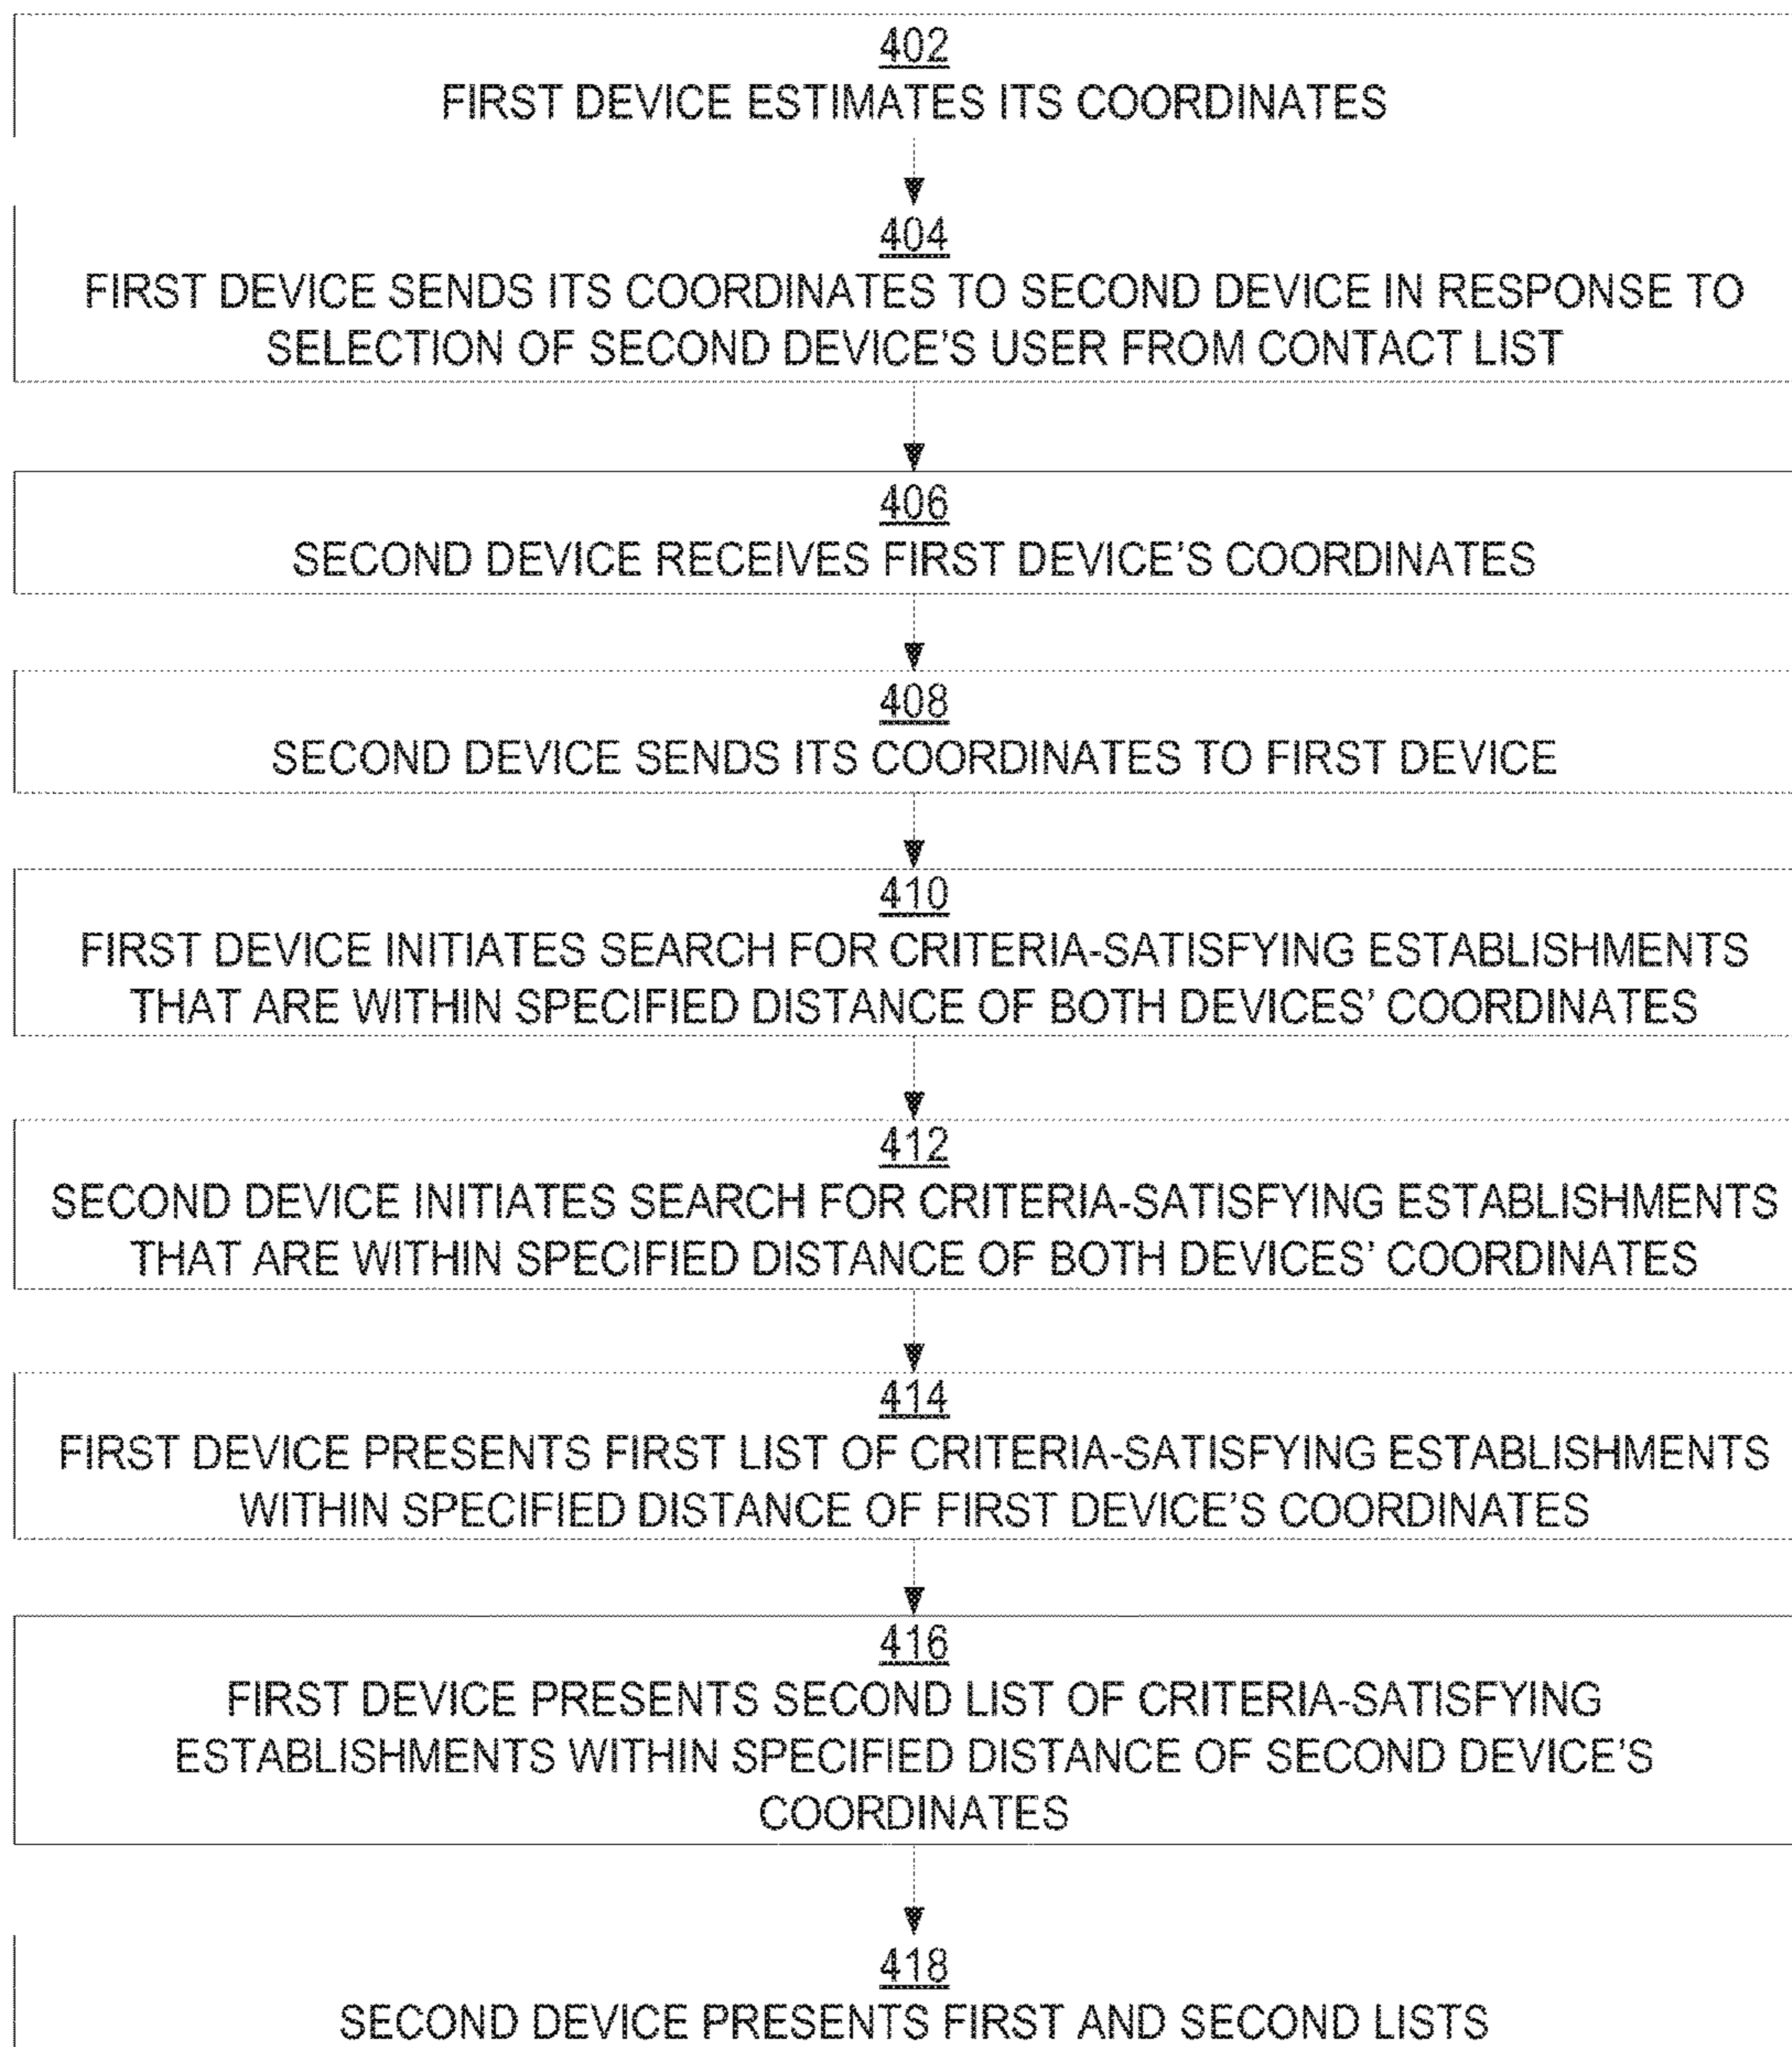 402
FIRST DEVICE ESTIMATES ITS COORDINATES
404
FIRST DEVICE SENDS ITS COORDINATES TO SECOND DEVICE IN RESPONSE TO
SELECTION OF SECOND DEVICE'S USER FROM CONTACT LIST
406
SECOND DEVICE RECEIVES FIRST DEVICE'S COORDINATES
408
SECOND DEVICE SENDS ITS COORDINATES TO FIRST DEVICE
410
FIRST DEVICE INITIATES SEARCH FOR CRITERIA-SATISFYING ESTABLISHMENTS
THAT ARE WITHIN SPECIFIED DISTANCE OF BOTH DEVICES' COORDINATES
412
SECOND DEVICE INITIATES SEARCH FOR CRITERIA-SATISFYING ESTABLISHMENTS
THAT ARE WITHIN SPECIFIED DISTANCE OF BOTH DEVICES' COORDINATES
414
FIRST DEVICE PRESENTS FIRST LIST OF CRITERIA-SATISFYING ESTABLISHMENTS
WITHIN SPECIFIED DISTANCE OF FIRST DEVICE'S COORDINATES
416
FIRST DEVICE PRESENTS SECOND LIST OF CRITERIA-SATISFYING
ESTABLISHMENTS WITHIN SPECIFIED DISTANCE OF SECOND DEVICE'S
COORDINATES
418
SECOND DEVICE PRESENTS FIRST AND SECOND LISTS